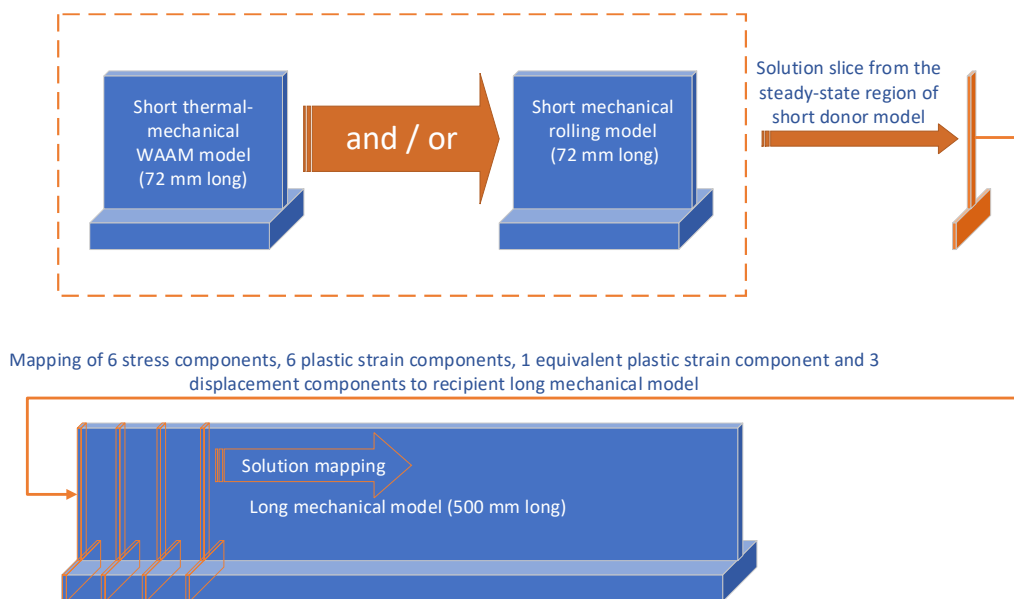 Short thermal-
mechanical
WAAM model
(72 mm long)
and / or
Short mechanical
rolling model
(72 mm long)
Solution slice from the
steady-state region of
short donor model
Mapping of 6 stress components, 6 plastic strain components, 1 equivalent plastic strain component and 3
displacement components to recipient long mechanical model
Solution mapping
Long mechanical model (500 mm long)